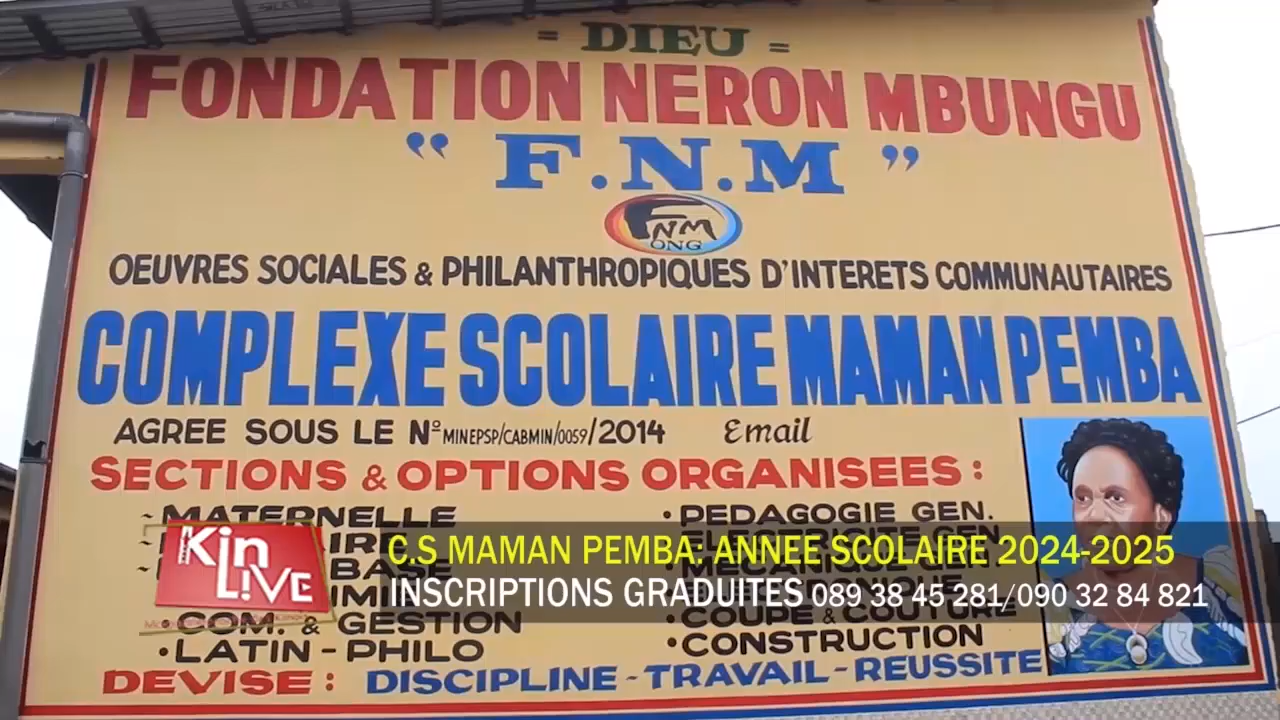 = DIEU =
FONDATION NERON MBUNGU
“ F.N.M ”
FNM
ONG
OEUVRES SOCIALES & PHILANTHROPIQUES D'INTERETS COMMUNAUTAIRES
COMPLEXE SCOLAIRE MAMAN PEMBA
AGREE SOUS LE Nº MINEPSP/CABMIN/0059/2014 Email
SECTIONS & OPTIONS ORGANISEES :
- MATERNELLE
• COM. & GESTION
• LATIN - PHILO
• PEDAGOGIE GEN.
• ELECTRICITE GEN.
• COUPE & COUTURE
• CONSTRUCTION
Kin LIVE
C.S MAMAN PEMBA: ANNEE SCOLAIRE 2024-2025
INSCRIPTIONS GRADUITES 089 38 45 281/090 32 84 821
DEVISE : DISCIPLINE - TRAVAIL - REUSSITE